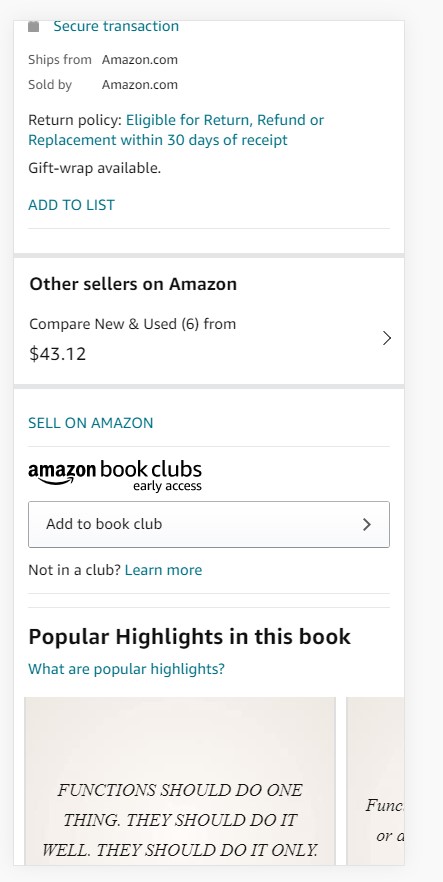 Secure transaction
Ships from Amazon.com
Sold by Amazon.com
Return policy: Eligible for Return, Refund or
Replacement within 30 days of receipt
Gift-wrap available.
ADD TO LIST
Other sellers on Amazon
Compare New & Used (6) from
$43.12
SELL ON AMAZON
amazon book clubs
early access
Add to book club
Not in a club? Learn more
Popular Highlights in this book
What are popular highlights?
FUNCTIONS SHOULD DO ONE
THING. THEY SHOULD DO IT
WELL. THEY SHOULD DO IT ONLY.
or